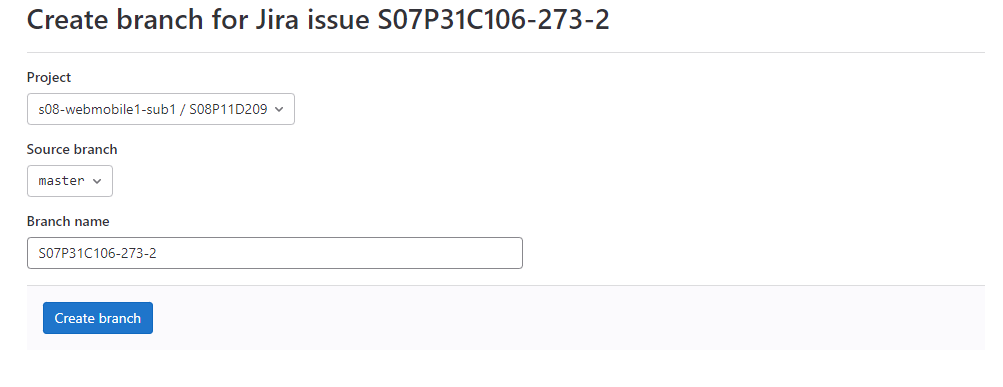 Create branch for Jira issue S07P31C106-273-2
Project
s08-webmobile1-sub1 / S08P11D209
Source branch
master
Branch name
S07P31C106-273-2
Create branch